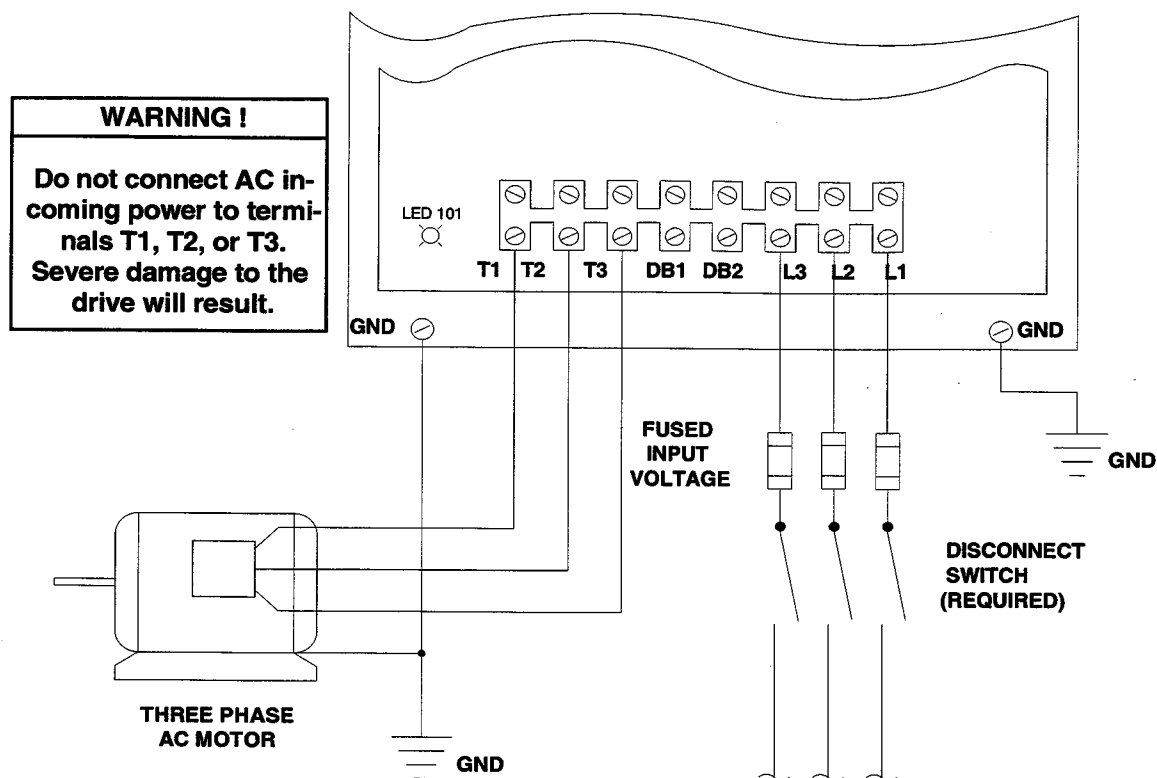 WARNING !
Do not connect AC in-
coming power to termi-
nals T1, T2, or T3.
Severe damage to the
drive will result.
LED 101
T1 T2 T3 DB1 DB2 L3 L2 L1
GND
GND
FUSED
INPUT
VOLTAGE
GND
DISCONNECT
SWITCH
(REQUIRED)
THREE PHASE
AC MOTOR
GND